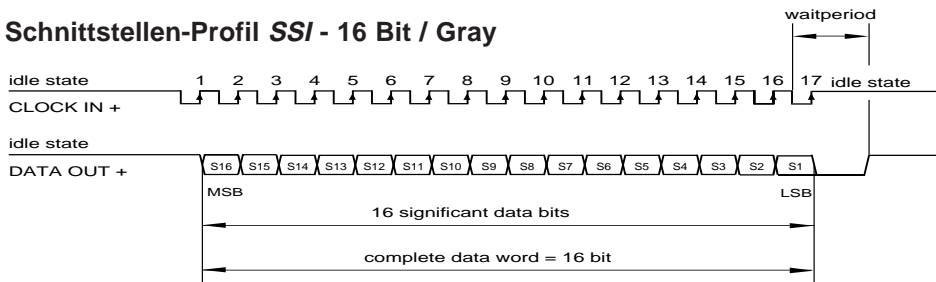 waitperiod
Schnittstellen-Profil SSI - 16 Bit / Gray
idle state 1 2 3 4 5 6 7 8 9 10 11 12 13 14 15 16 17 idle state
CLOCK IN +
idle state
DATA OUT +
S16 S15 S14 S13 S12 S11 S10 S9 S8 S7 S6 S5 S4 S3 S2 S1
MSB LSB
16 significant data bits
complete data word = 16 bit